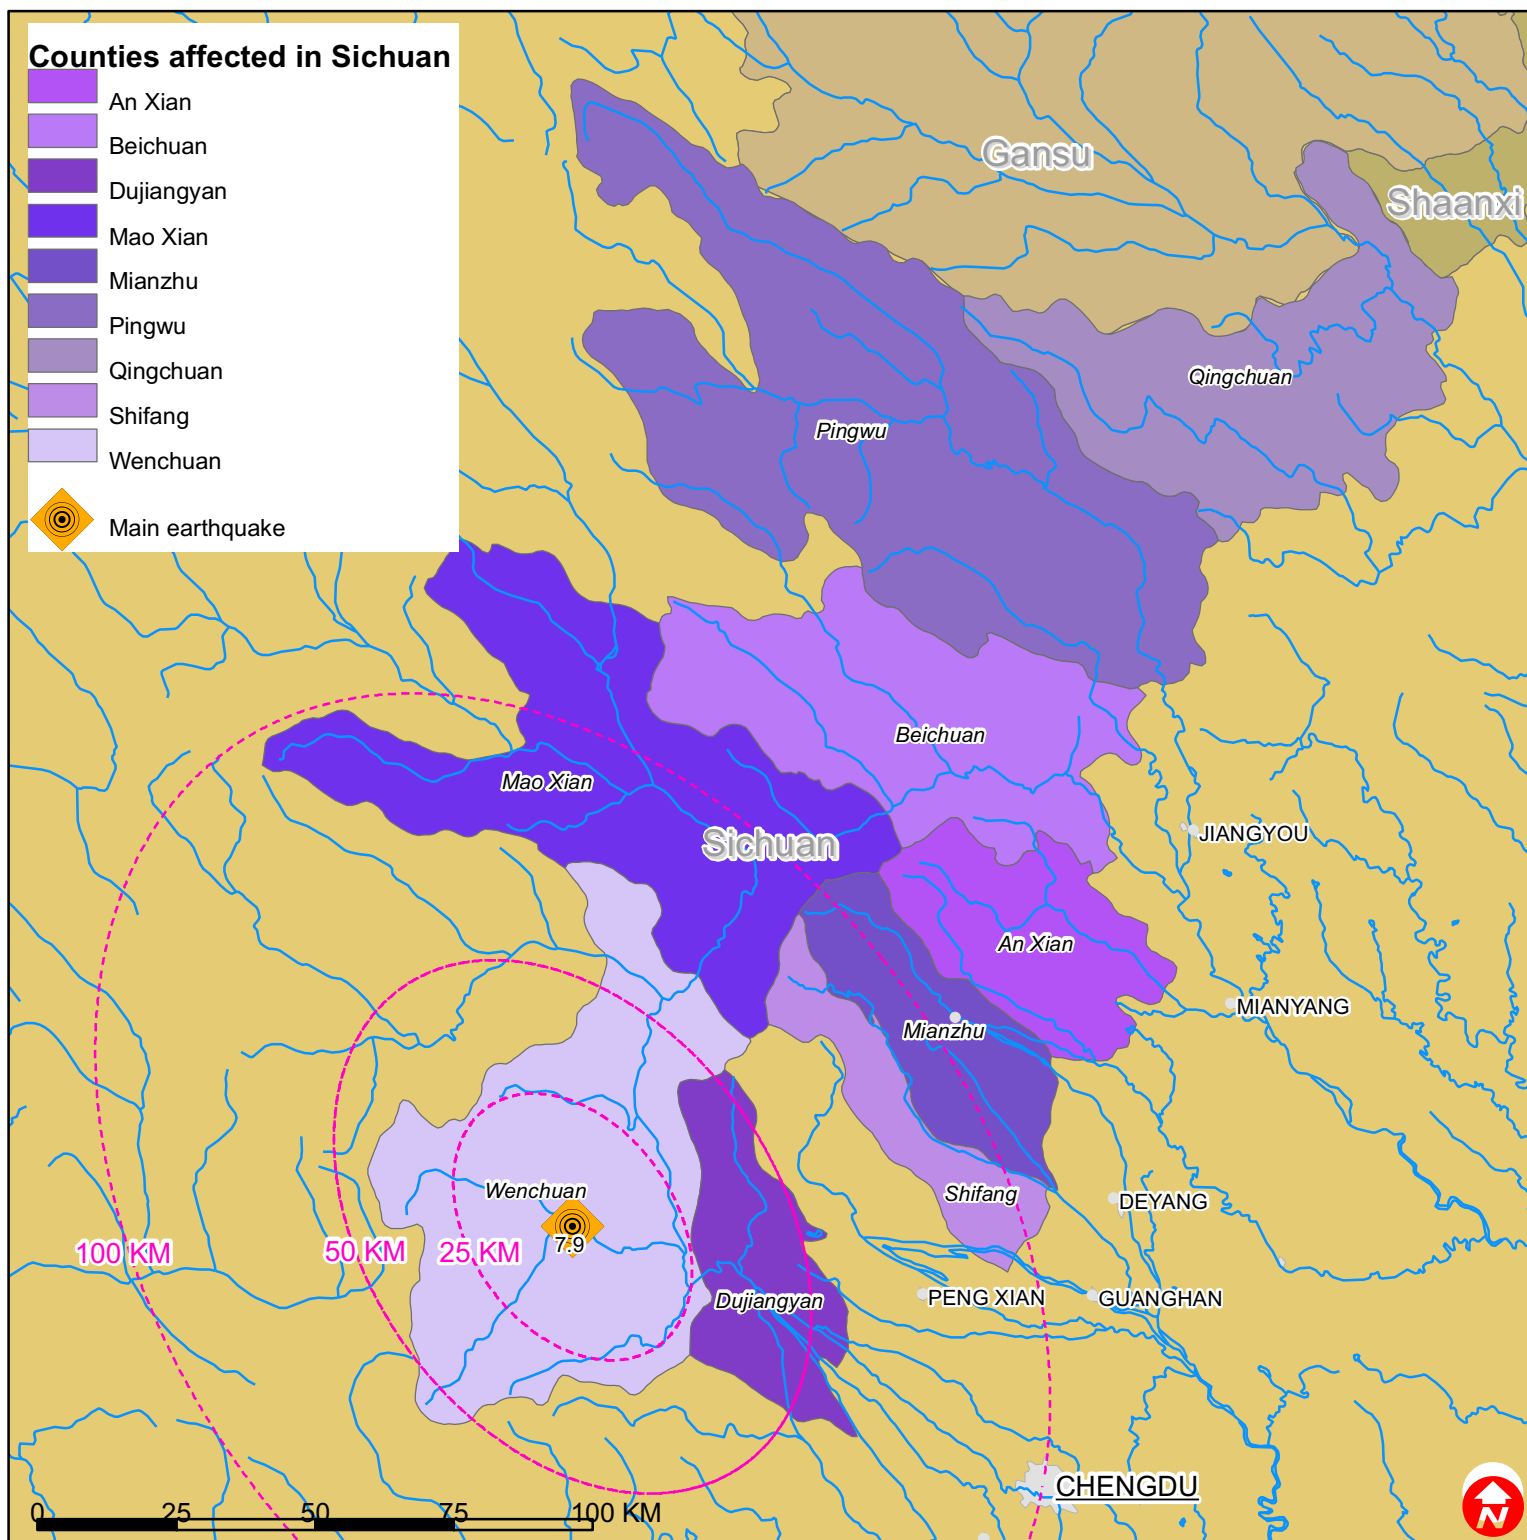 Counties affected in Sichuan
An Xian
Beichuan
Dujiangyan
Mao Xian
Mianzhu
Pingwu
Qingchuan
Shifang
Wenchuan
Main earthquake
Gansu
Shaanxi
Qingchuan
Pingwu
Beichuan
Mao Xian
Sichuan
JIANGYOU
An Xian
MIANYANG
Mianzhu
Wenchuan
Shifang
DEYANG
7.9
100 KM
50 KM
25 KM
Dujiangyan
PENG XIAN
GUANGHAN
CHENGDU
0 25 50 75 100 KM
N